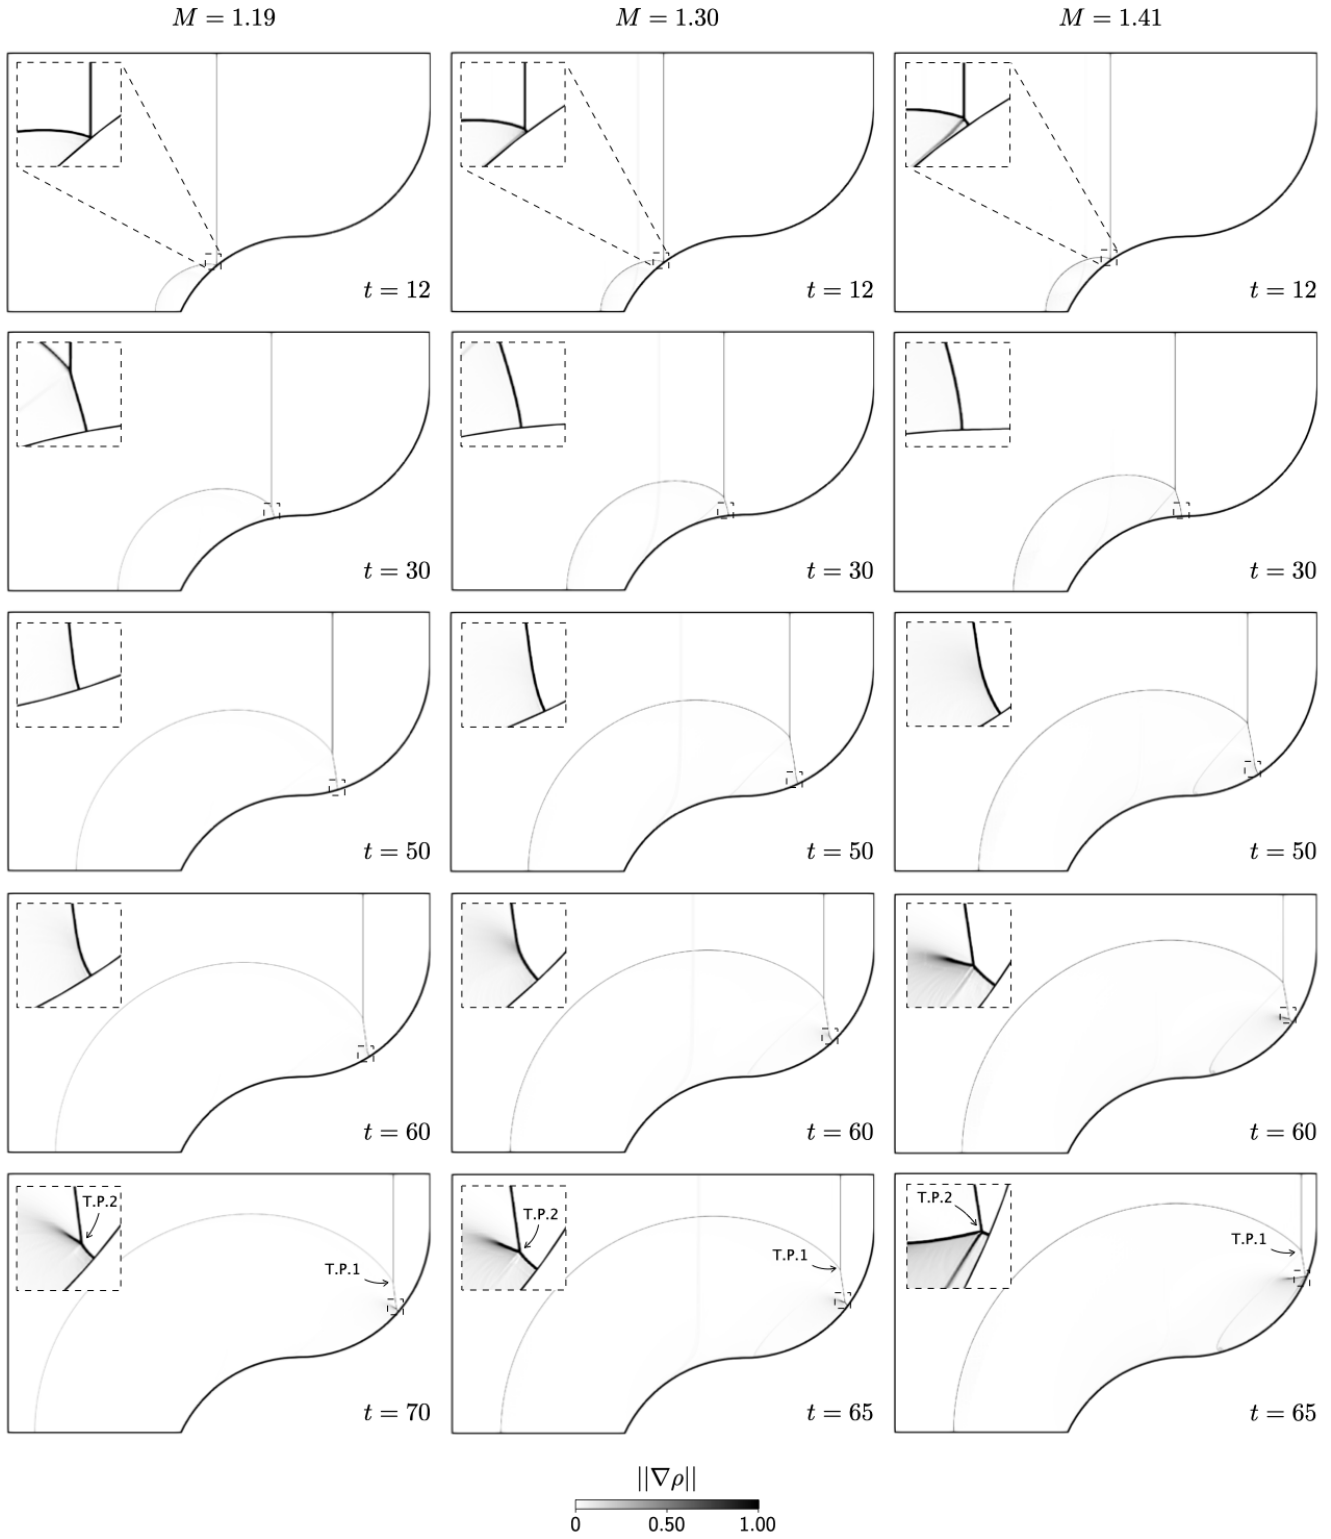 M = 1.19 M = 1.30 M = 1.41
t = 12 t = 12 t = 12
t = 30 t = 30 t = 30
t = 50 t = 50 t = 50
t = 60 t = 60 t = 60
T.P.2 T.P.2 T.P.2
T.P.1 T.P.1 T.P.1
t = 70 t = 65 t = 65
||∇ρ||
0 0.50 1.00